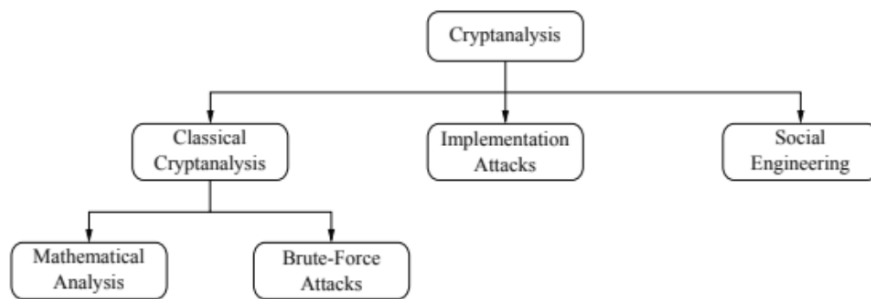 Cryptanalysis
Classical
Cryptanalysis
Implementation
Attacks
Social
Engineering
Mathematical
Analysis
Brute-Force
Attacks